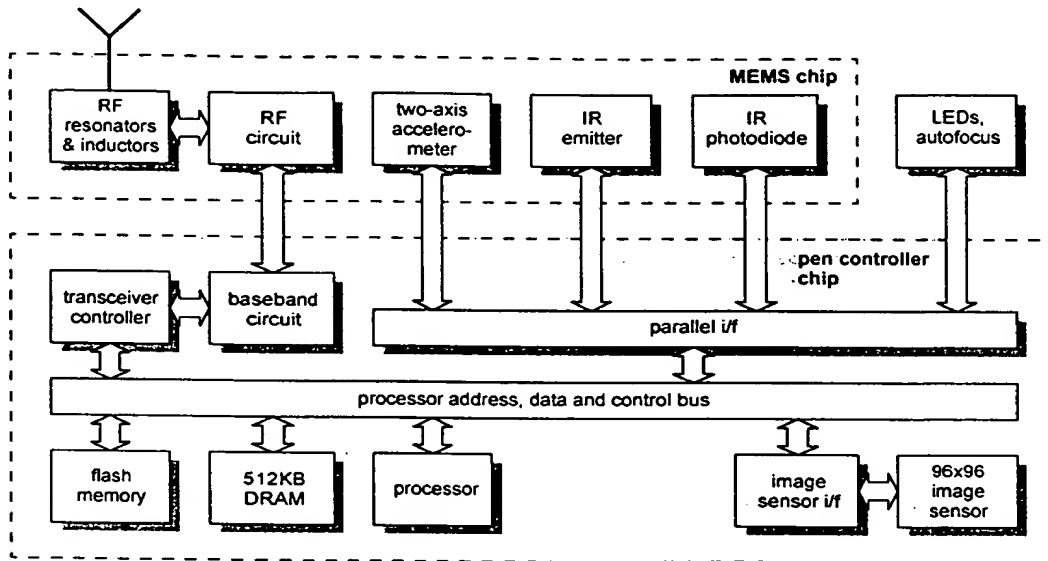 MEMS chip
RF
resonators
& inductors
RF
circuit
two-axis
accelero-
meter
IR
emitter
IR
photodiode
LEDs,
autofocus
pen controller
chip
transceiver
controller
baseband
circuit
parallel i/f
processor address, data and control bus
flash
memory
512KB
DRAM
processor
image
sensor i/f
96x96
image
sensor